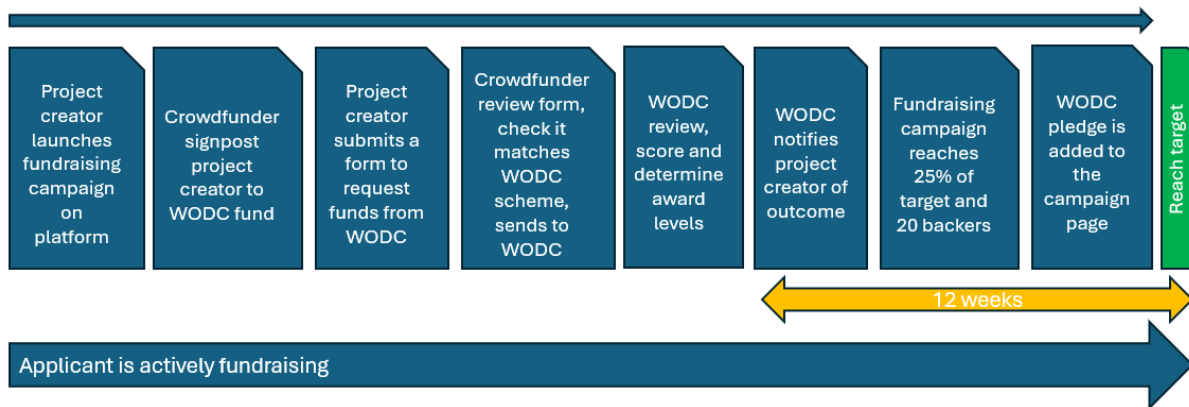 Project
creator
launches
fundraising
campaign
on
platform
Crowdfunder
signpost
project
creator to
WODC fund
Project
creator
submits a
form to
request
funds from
WODC
Crowdfunder
review form,
check it
matches
WODC
scheme,
sends to
WODC
WODC
review,
score and
determine
award
levels
WODC
notifies
project
creator of
outcome
Fundraising
campaign
reaches
25% of
target and
20 backers
WODC
pledge is
added to
the
campaign
page
Reach target
12 weeks
Applicant is actively fundraising